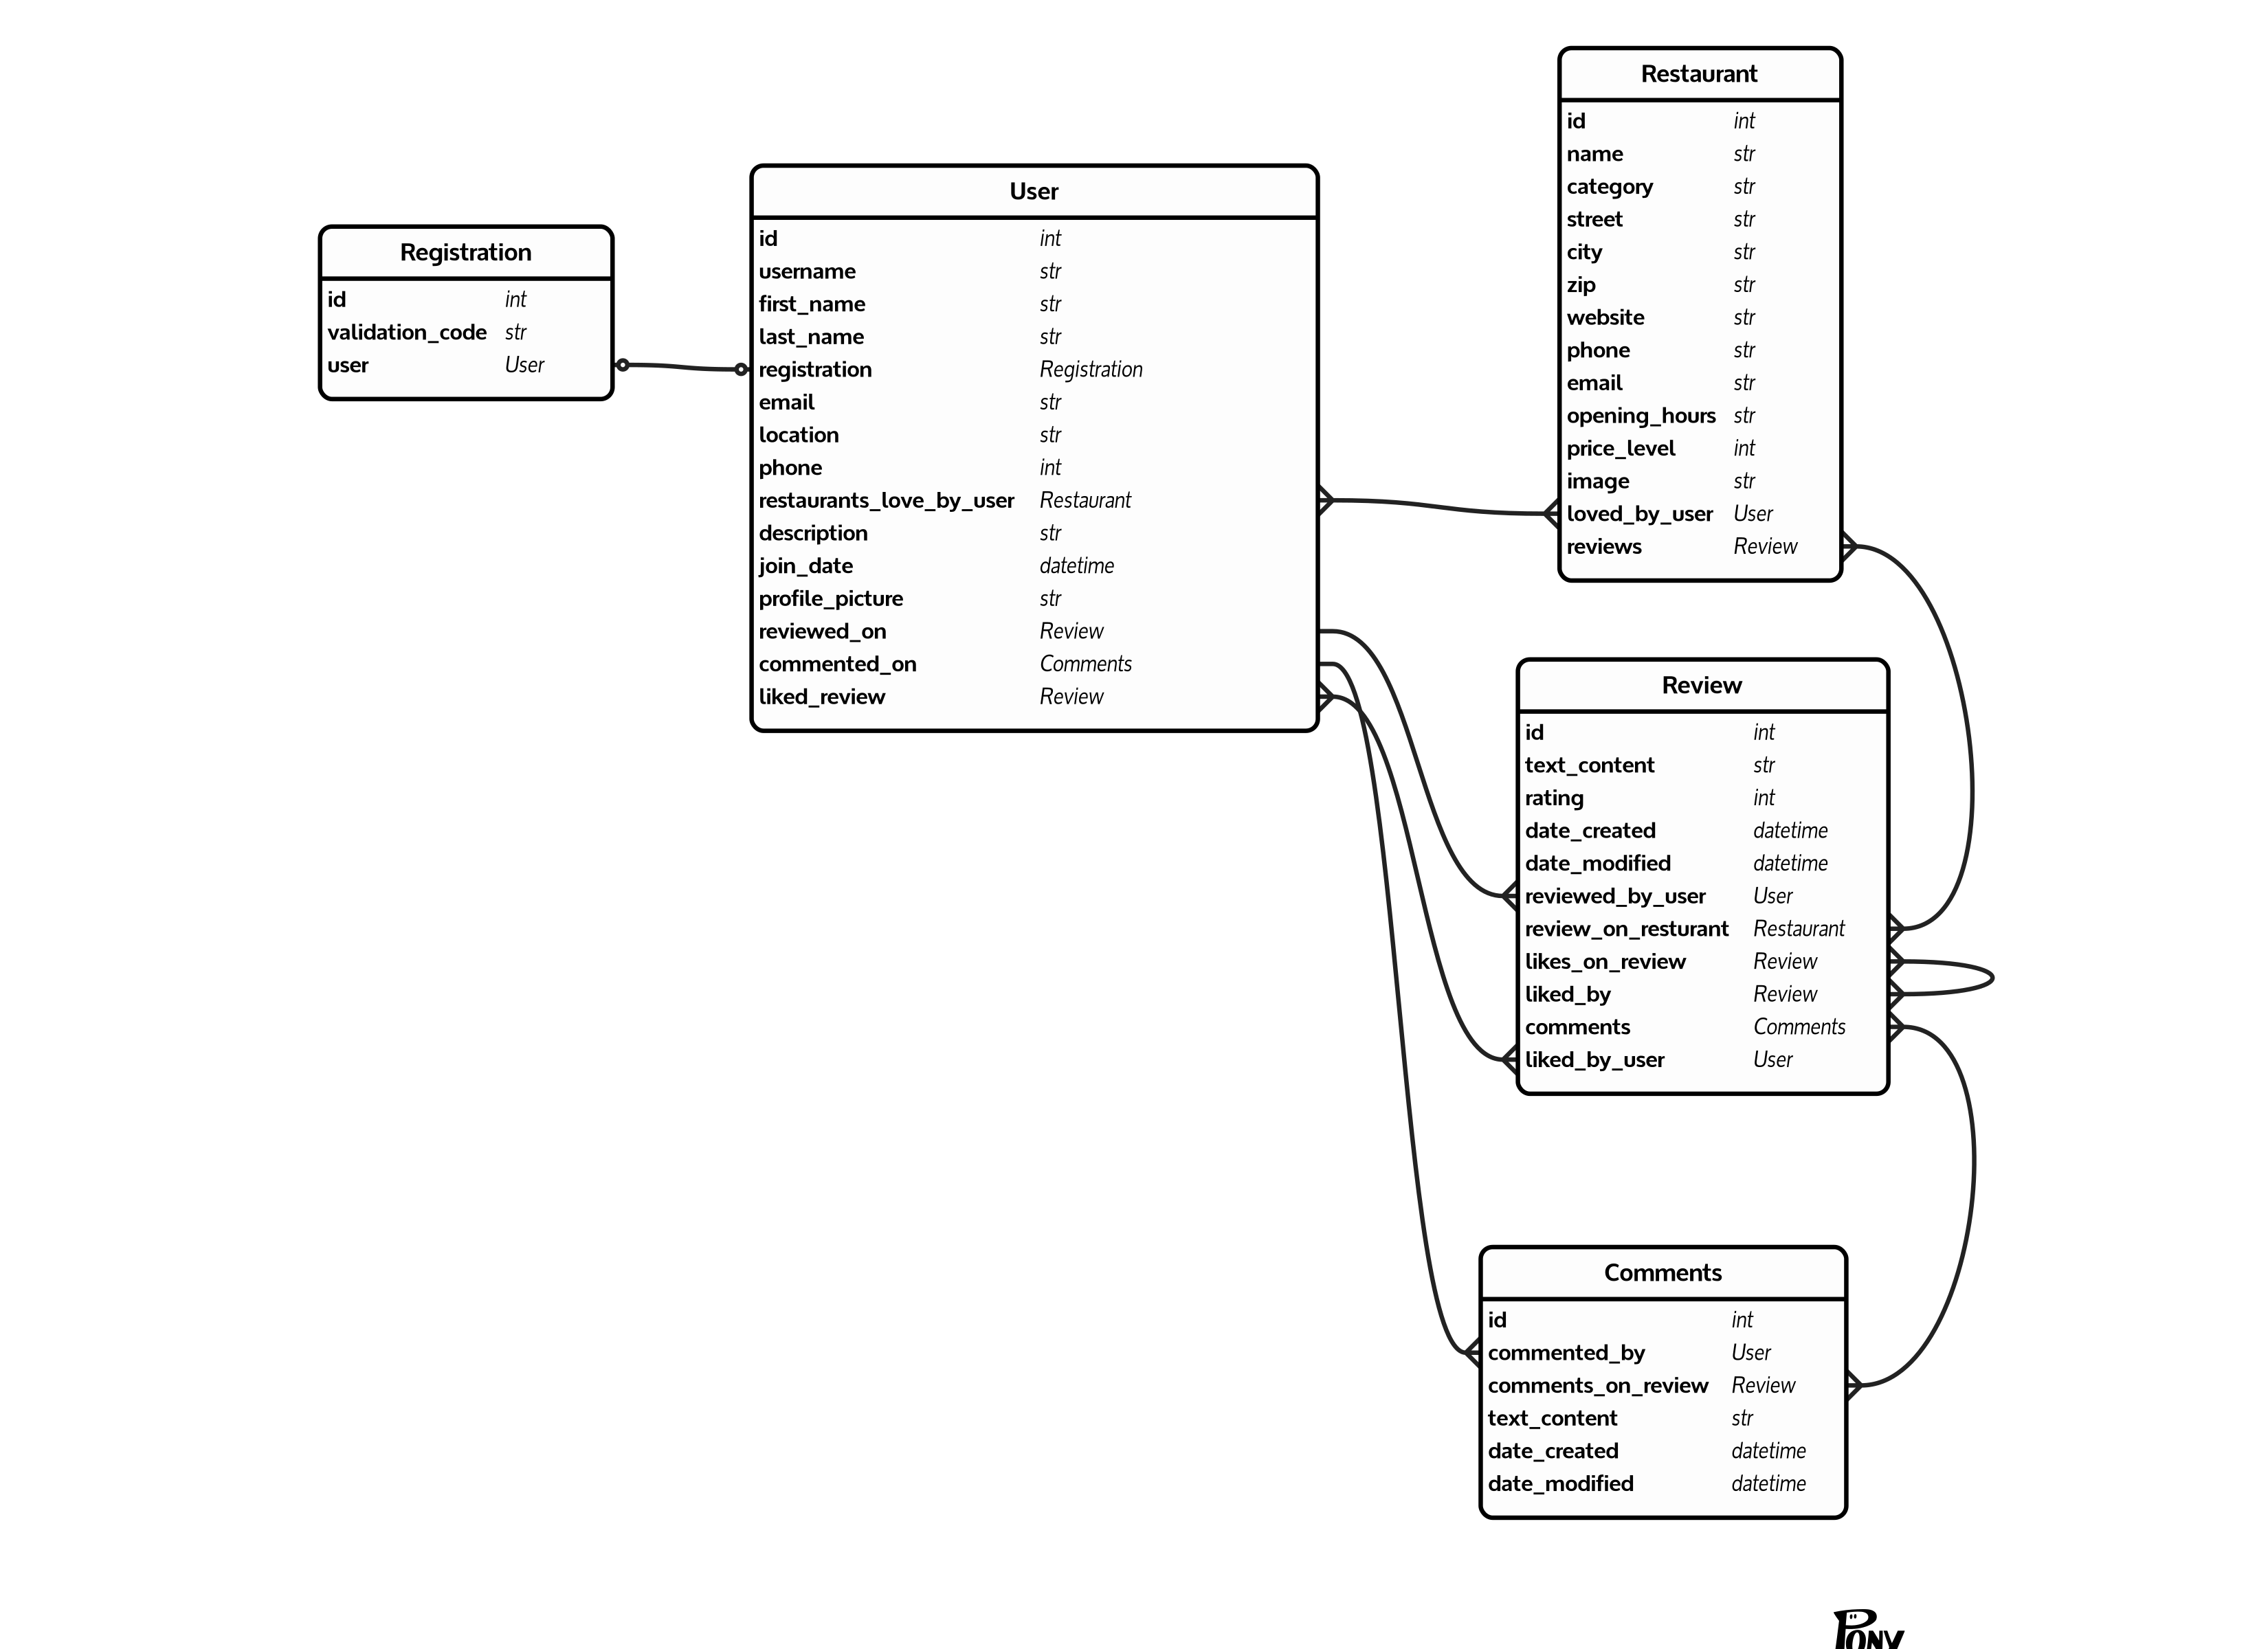 Registration
id int
validation_code str
user User
User
id int
username str
first_name str
last_name str
registration Registration
email str
location str
phone int
restaurants_love_by_user Restaurant
description str
join_date datetime
profile_picture str
reviewed_on Review
commented_on Comments
liked_review Review
Restaurant
id int
name str
category str
street str
city str
zip str
website str
phone str
email str
opening_hours str
price_level int
image str
loved_by_user User
reviews Review
Review
id int
text_content str
rating int
date_created datetime
date_modified datetime
reviewed_by_user User
review_on_resturant Restaurant
likes_on_review Review
liked_by Review
comments Comments
liked_by_user User
Comments
id int
commented_by User
comments_on_review Review
text_content str
date_created datetime
date_modified datetime
PONY